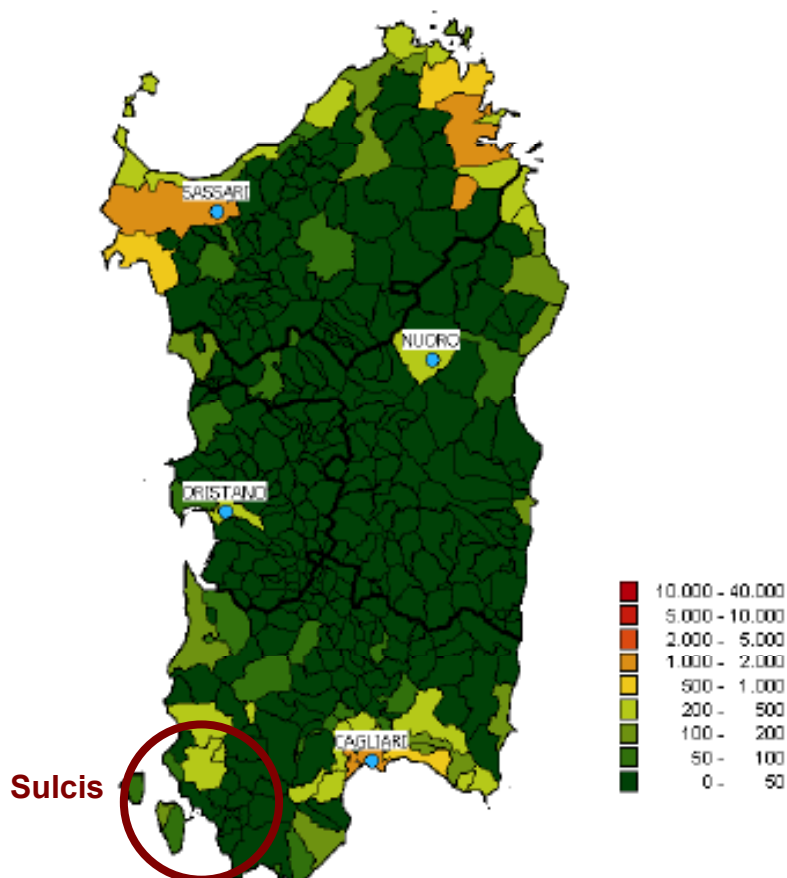 SASSARI
NUORO
ORISTANO
CAGLIARI
Sulcis
10.000 - 40.000
5.000 - 10.000
2.000 - 5.000
1.000 - 2.000
500 - 1.000
200 - 500
100 - 200
50 - 100
0 - 50